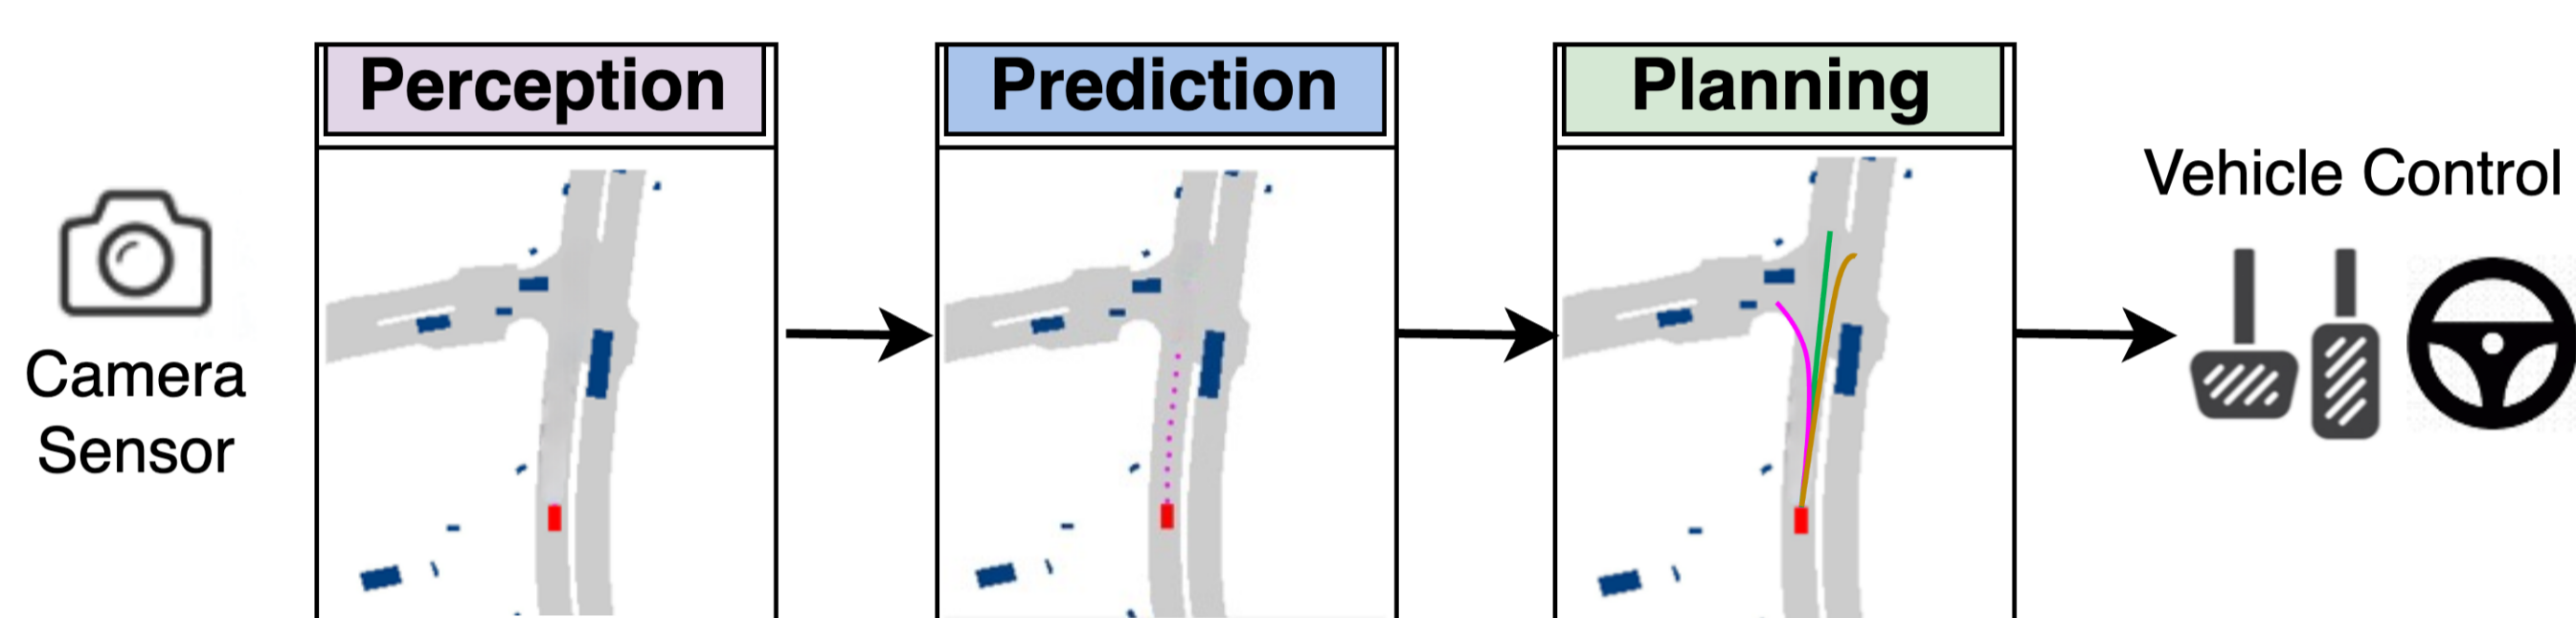 Perception
Prediction
Planning
Vehicle Control
Camera
Sensor